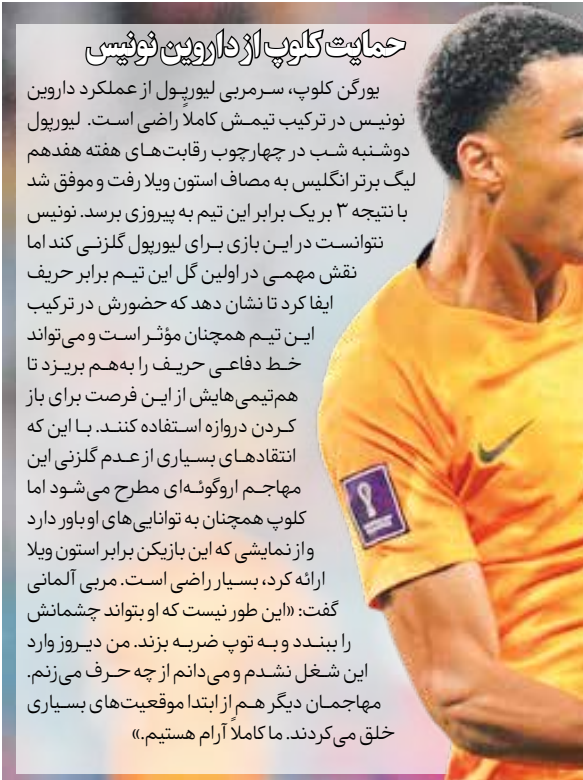 حمایت کلوپ از داروین نونیس
یورگن کلوپ، سرمربی لیورپول از عملکرد داروین
نونیس در ترکیب تیمش کاملاً راضی است. لیورپول
دوشنبه شب در چهارچوب رقابت‌های هفته هفدهم
لیگ برتر انگلیس به مصاف استون ویلا رفت و موفق شد
با نتیجه ۳ بر یک برابر این تیم به پیروزی برسد. نونیس
نتوانست در این بازی برای لیورپول گلزنی کند اما
نقش مهمی در اولین گل این تیم برابر حریف
ایفا کرد تا نشان دهد که حضورش در ترکیب
این تیم همچنان مؤثر است و می‌تواند
خط دفاعی حریف را به‌هم بریزد تا
هم‌تیمی‌هایش از این فرصت برای باز
کردن دروازه استفاده کنند. با این که
انتقادهای بسیاری از عدم گلزنی این
مهاجم اروگوئه‌ای مطرح می‌شود اما
کلوپ همچنان به توانایی‌های او باور دارد
و از نمایشی که این بازیکن برابر استون ویلا
ارائه کرد، بسیار راضی است. مربی آلمانی
گفت: «این طور نیست که او بتواند چشمانش
را ببندد و به توپ ضربه بزند. من دیروز وارد
این شغل نشدم و می‌دانم از چه حرف می‌زنم.
مهاجمان دیگر هم از ابتدا موقعیت‌های بسیاری
خلق می‌کردند. ما کاملاً آرام هستیم.»